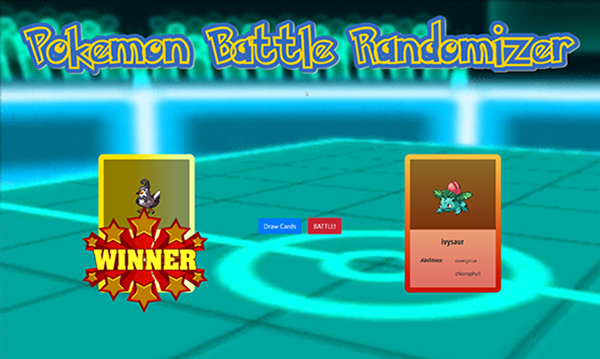 Pokemon Battle Randomizer
Draw Cards
BATTLE!
WINNER
ivysaur
Abilities: overgrow
chlorophyll